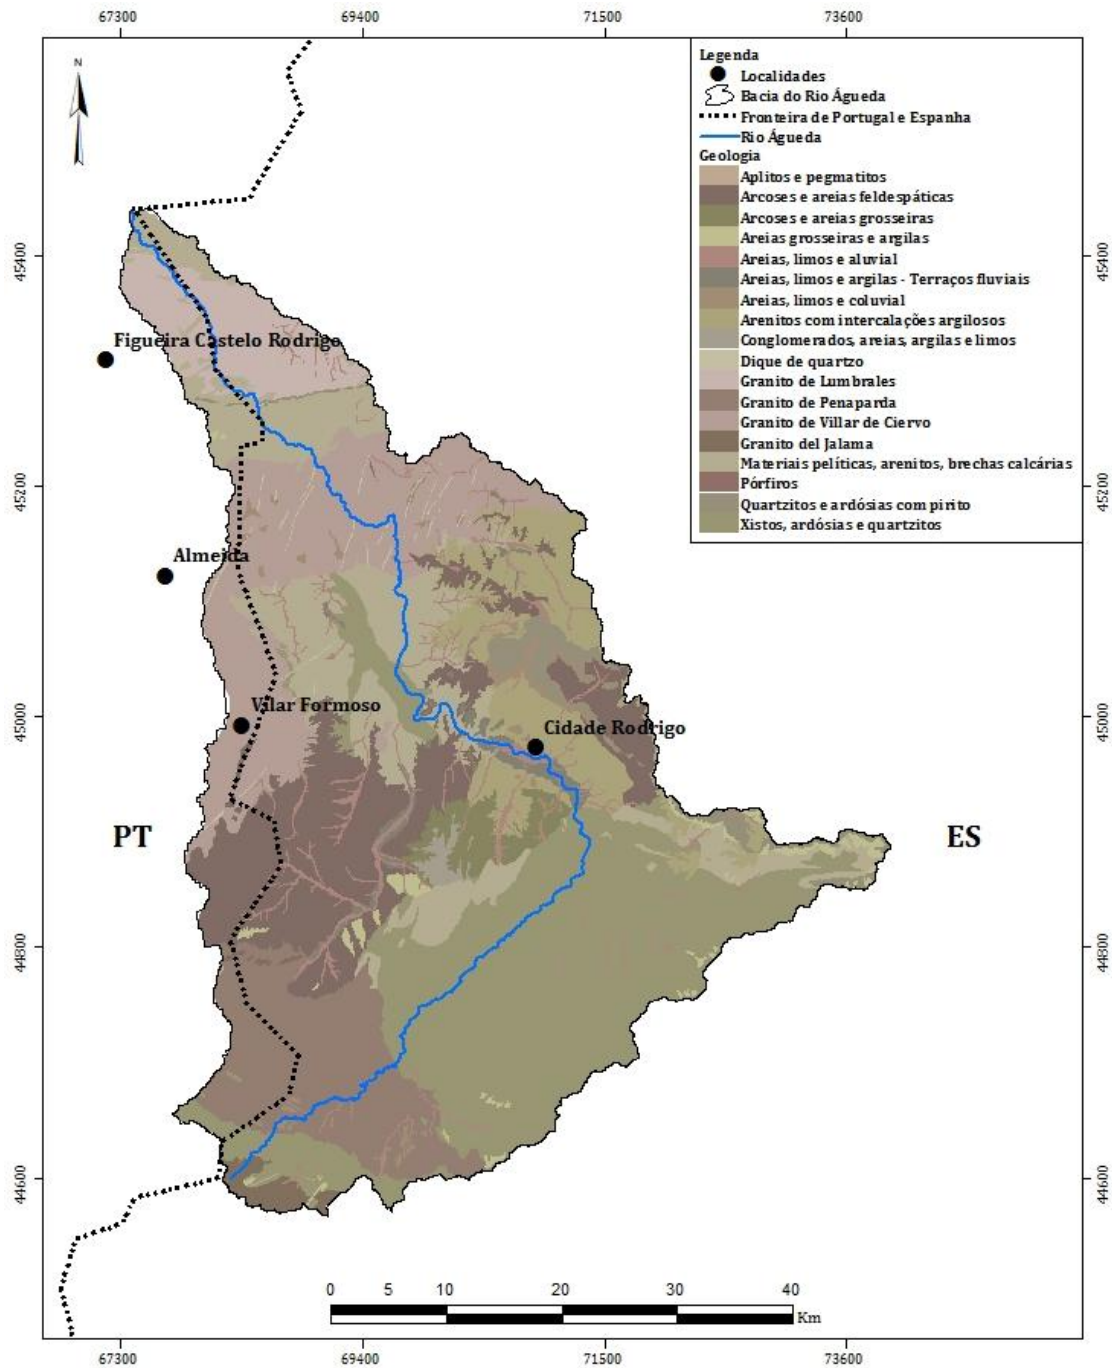 67300 69400 71500 73600
N
Legenda
Localidades
Bacia do Rio Águeda
Fronteira de Portugal e Espanha
Rio Águeda
Geologia
Aplitos e pegmatitos
Arcoses e areias feldespáticas
Arcoses e areias grosseiras
Areias grosseiras e argilas
Areias, limos e aluvial
Areias, limos e argilas - Terraços fluviais
Areias, limos e coluvial
Arenitos com intercalações argilosos
Conglomerados, areias, argilas e limos
Dique de quartzo
Granito de Lumbrales
Granito de Penaparda
Granito de Villar de Ciervo
Granito del Jalama
Materiais pelíticas, arenitos, brechas calcárias
Pórfiros
Quartzitos e ardósias com pirito
Xistos, ardósias e quartzitos
45400 45400
Figueira Castelo Rodrigo
45200 45200
Almeida
45000 45000
Vilar Formoso
Cidade Rodrigo
PT ES
44800 44800
44600 44600
0 5 10 20 30 40
Km
67300 69400 71500 73600